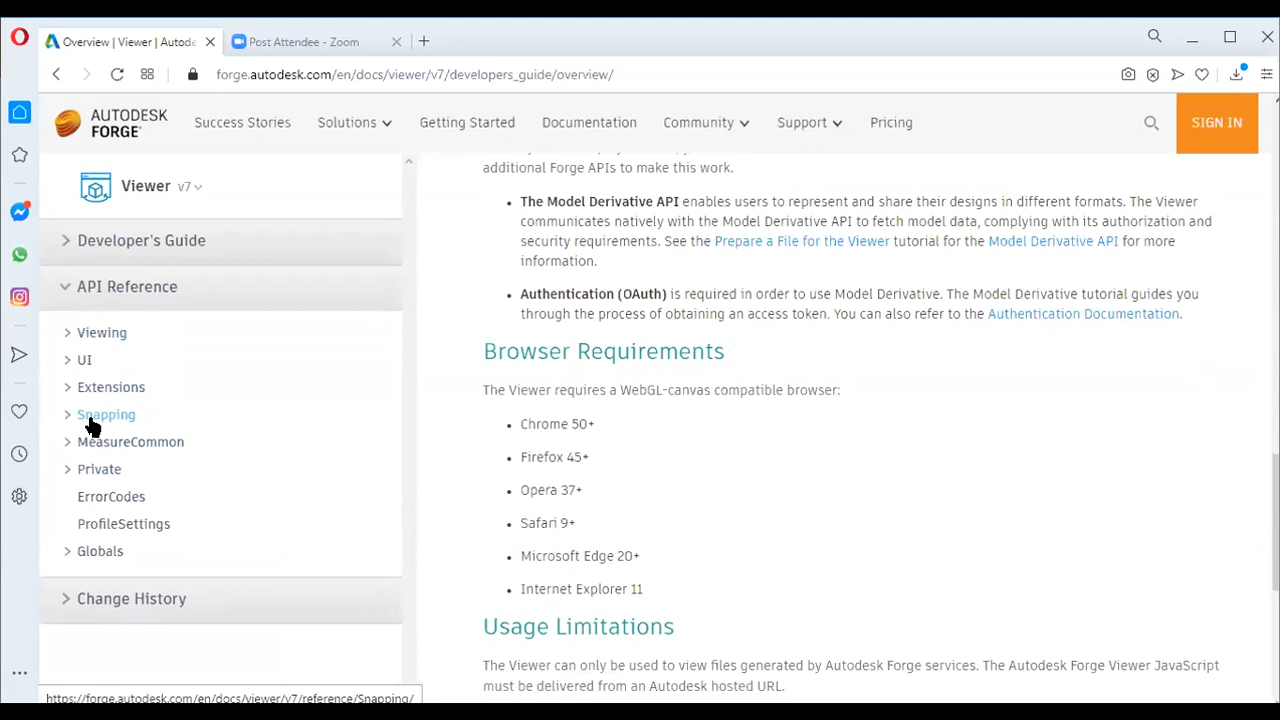 Overview | Viewer | Autode
Post Attendee - Zoom
forge.autodesk.com/en/docs/viewer/v7/developers_guide/overview/
AUTODESK
FORGE
Success Stories
Solutions
Getting Started
Documentation
Community
Support
Pricing
SIGN IN
Viewer v7
Developer's Guide
API Reference
Viewing
UI
Extensions
Snapping
MeasureCommon
Private
ErrorCodes
ProfileSettings
Globals
Change History
https://forge.autodesk.com/en/docs/viewer/v7/reference/Snapping/
additional Forge APIs to make this work.
• The Model Derivative API enables users to represent and share their designs in different formats. The Viewer
communicates natively with the Model Derivative API to fetch model data, complying with its authorization and
security requirements. See the Prepare a File for the Viewer tutorial for the Model Derivative API for more
information.
• Authentication (OAuth) is required in order to use Model Derivative. The Model Derivative tutorial guides you
through the process of obtaining an access token. You can also refer to the Authentication Documentation.
Browser Requirements
The Viewer requires a WebGL-canvas compatible browser:
• Chrome 50+
• Firefox 45+
• Opera 37+
• Safari 9+
• Microsoft Edge 20+
• Internet Explorer 11
Usage Limitations
The Viewer can only be used to view files generated by Autodesk Forge services. The Autodesk Forge Viewer JavaScript
must be delivered from an Autodesk hosted URL.